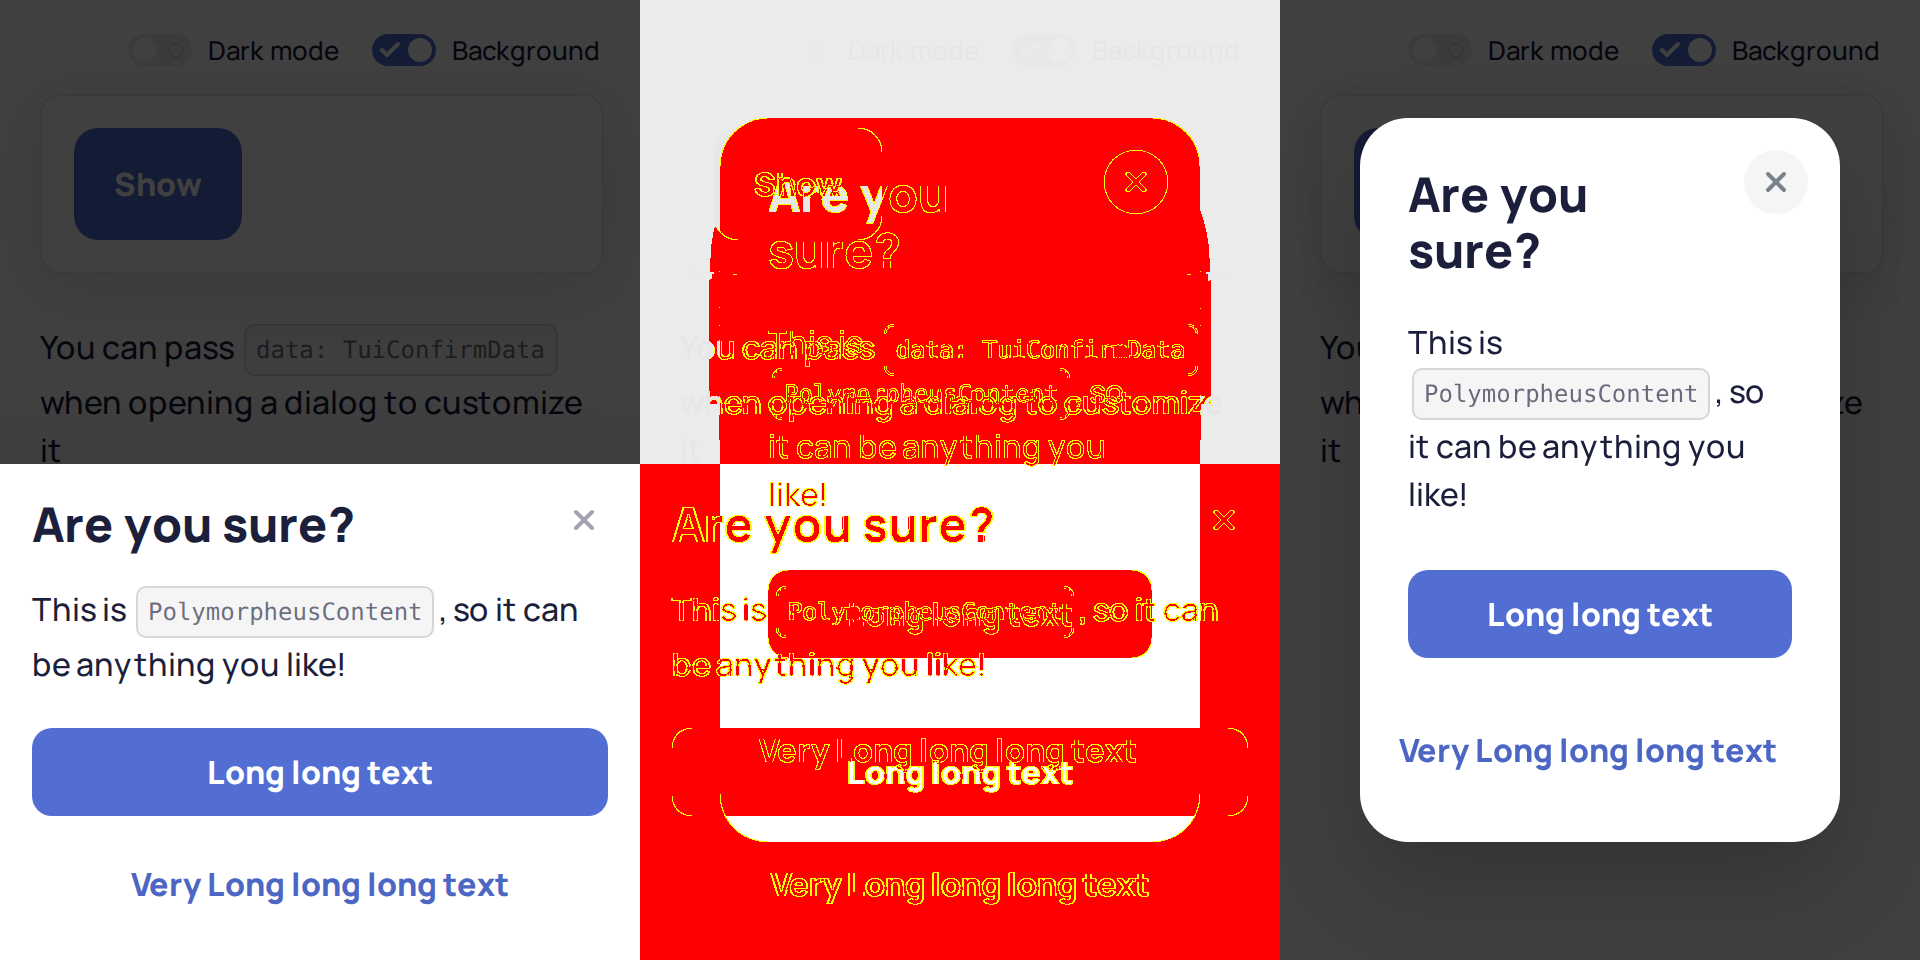 Dark mode
Background
Show
You can pass data: TuiConfirmData
when opening a dialog to customize
it
Are you sure?
This is PolymorpheusContent , so it can
be anything you like!
Long long text
Very Long long long text
Dark mode
Background
Show
Are you
sure?
This is
You can pass data: TuiConfirmData
PolymorpheusContent , so
when opening a dialog to customize
it
it can be anything you
like!
Are you sure?
This is PolymorpheusContent , so it can
Long long text
be anything you like!
Very Long long long text
Long long text
Very Long long long text
Dark mode
Background
Are you
sure?
You
This is
PolymorpheusContent , so
it
it can be anything you
like!
Long long text
Very Long long long text